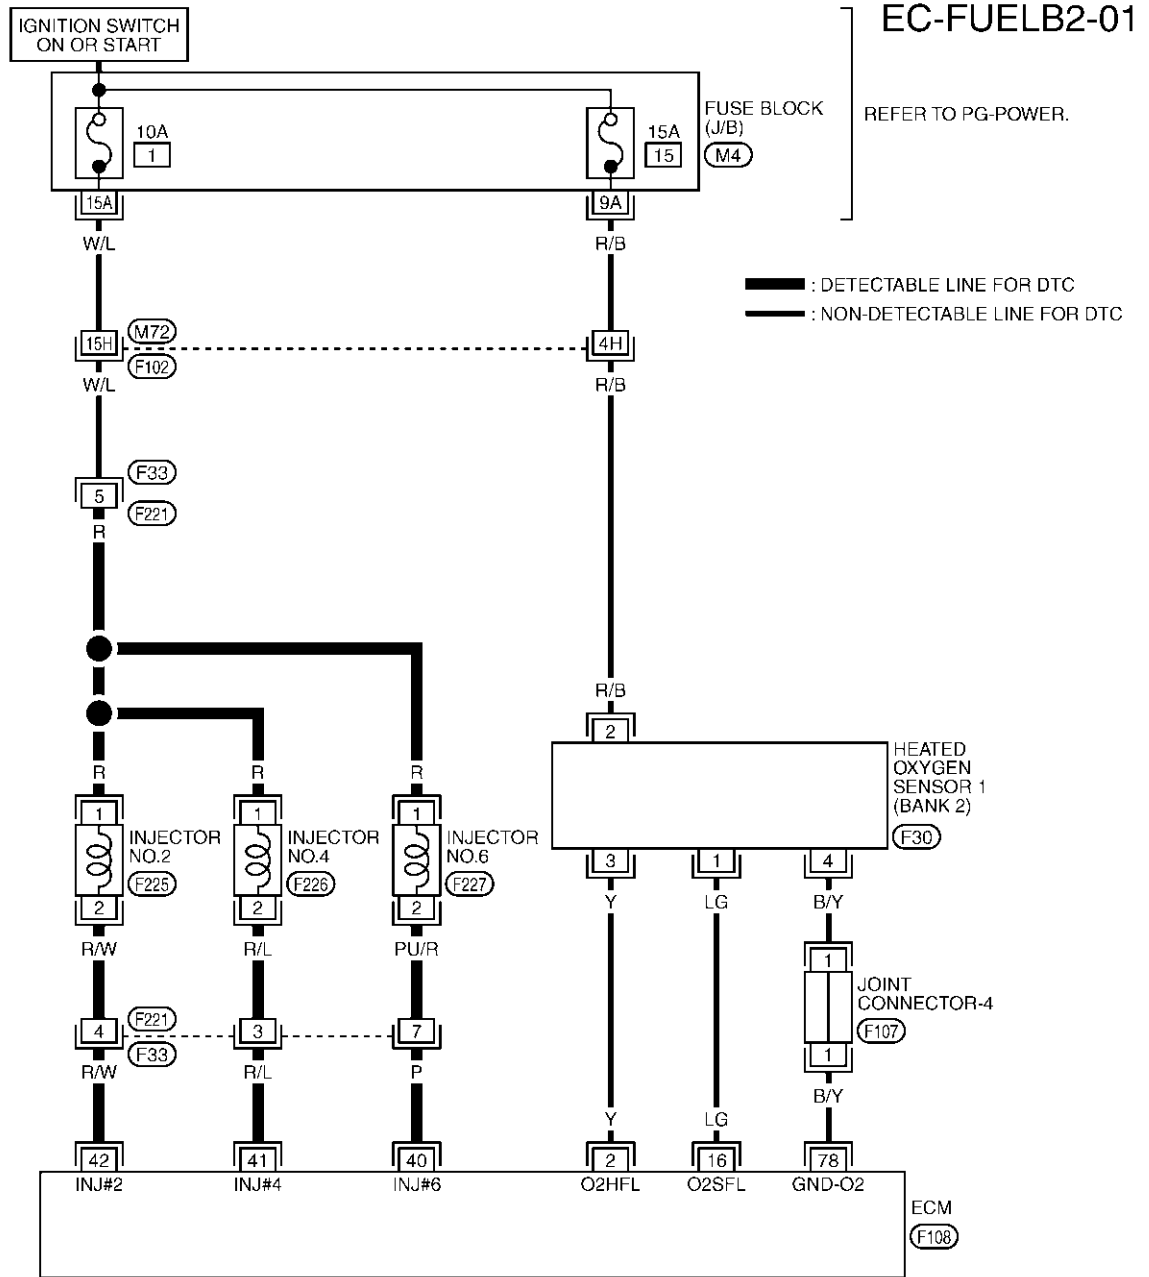 EC-FUELB2-01
IGNITION SWITCH
ON OR START
FUSE BLOCK
(J/B)
M4
REFER TO PG-POWER.
10A
1
15A
15
15A
9A
W/L
R/B
: DETECTABLE LINE FOR DTC
: NON-DETECTABLE LINE FOR DTC
15H
M72
F102
4H
W/L
R/B
5
F33
F221
R
R/B
2
HEATED
OXYGEN
SENSOR 1
(BANK 2)
F30
R
R
R
1
1
1
INJECTOR
NO.2
F225
INJECTOR
NO.4
F226
INJECTOR
NO.6
F227
2
2
2
3
1
4
Y
LG
B/Y
R/W
R/L
PU/R
1
JOINT
CONNECTOR-4
F107
1
4
F221
F33
3
7
R/W
R/L
P
B/Y
Y
LG
42
41
40
2
16
78
INJ#2
INJ#4
INJ#6
O2HFL
O2SFL
GND-O2
ECM
F108